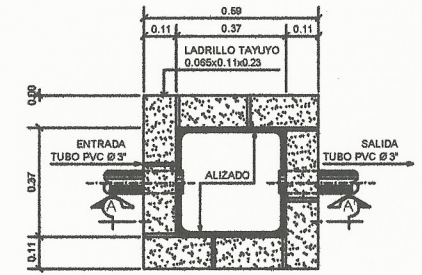 0.59
0.11 0.37 0.11
LADRILLO TAYUYO
0.065x0.11x0.23
0.00
ENTRADA
TUBO PVC Ø 3"
SALIDA
TUBO PVC Ø 3"
0.37
ALIZADO
A
A'
0.11